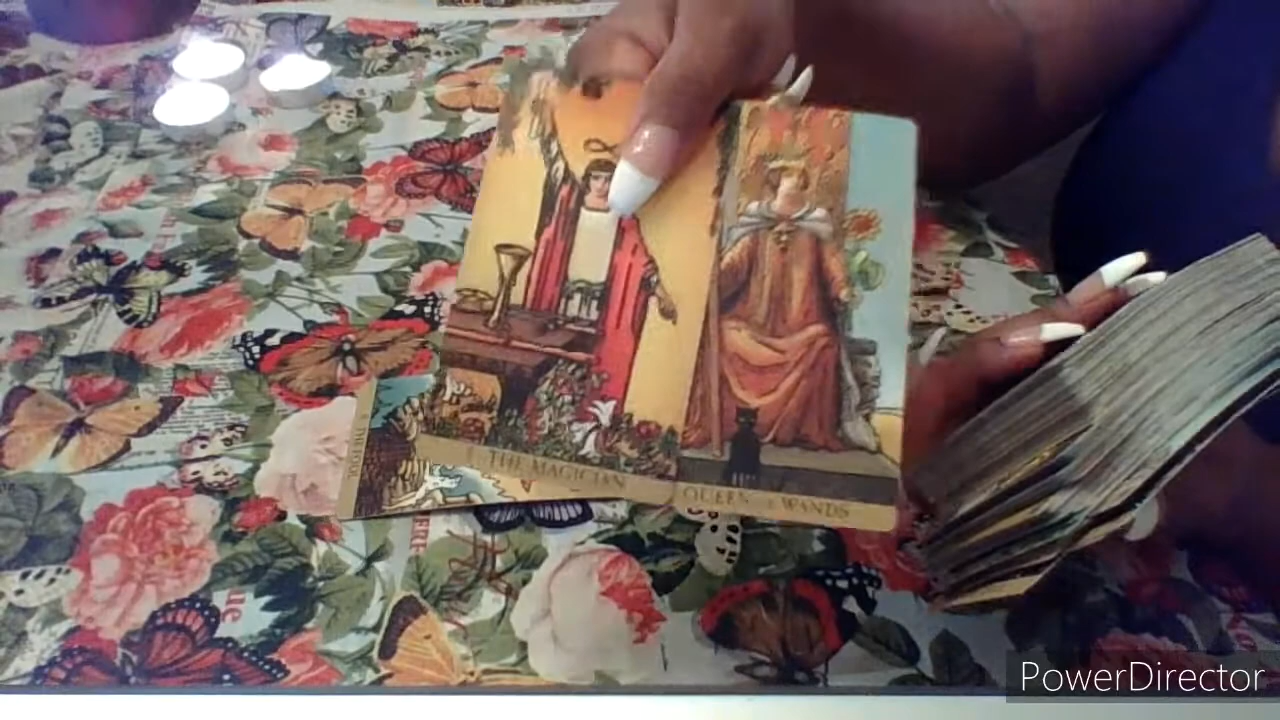 I THE MAGICIAN
QUEEN of WANDS
THE FOOL
PowerDirector